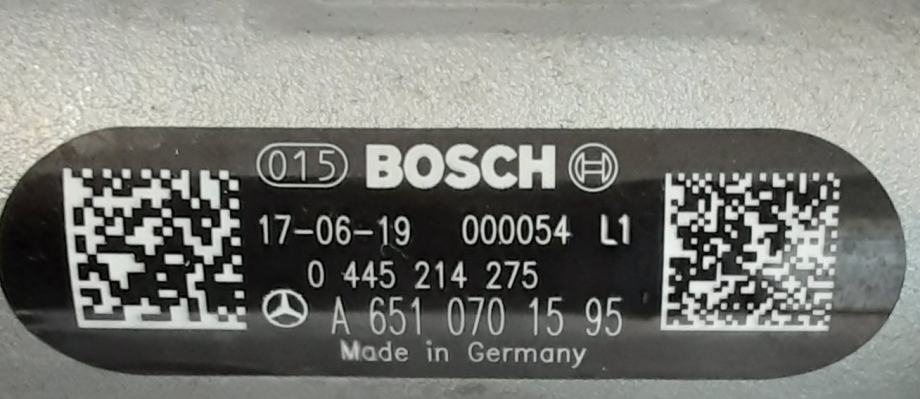 015 BOSCH
17-06-19 000054 L1
0 445 214 275
A 651 070 15 95
Made in Germany